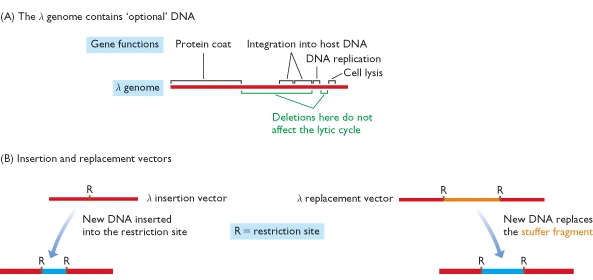 (A) The λ genome contains ‘optional’ DNA
Gene functions
Protein coat
Integration into host DNA
DNA replication
Cell lysis
λ genome
Deletions here do not
affect the lytic cycle
(B) Insertion and replacement vectors
R
λ insertion vector
New DNA inserted
into the restriction site
R R
R = restriction site
λ replacement vector
R R
New DNA replaces
the stuffer fragment
R R